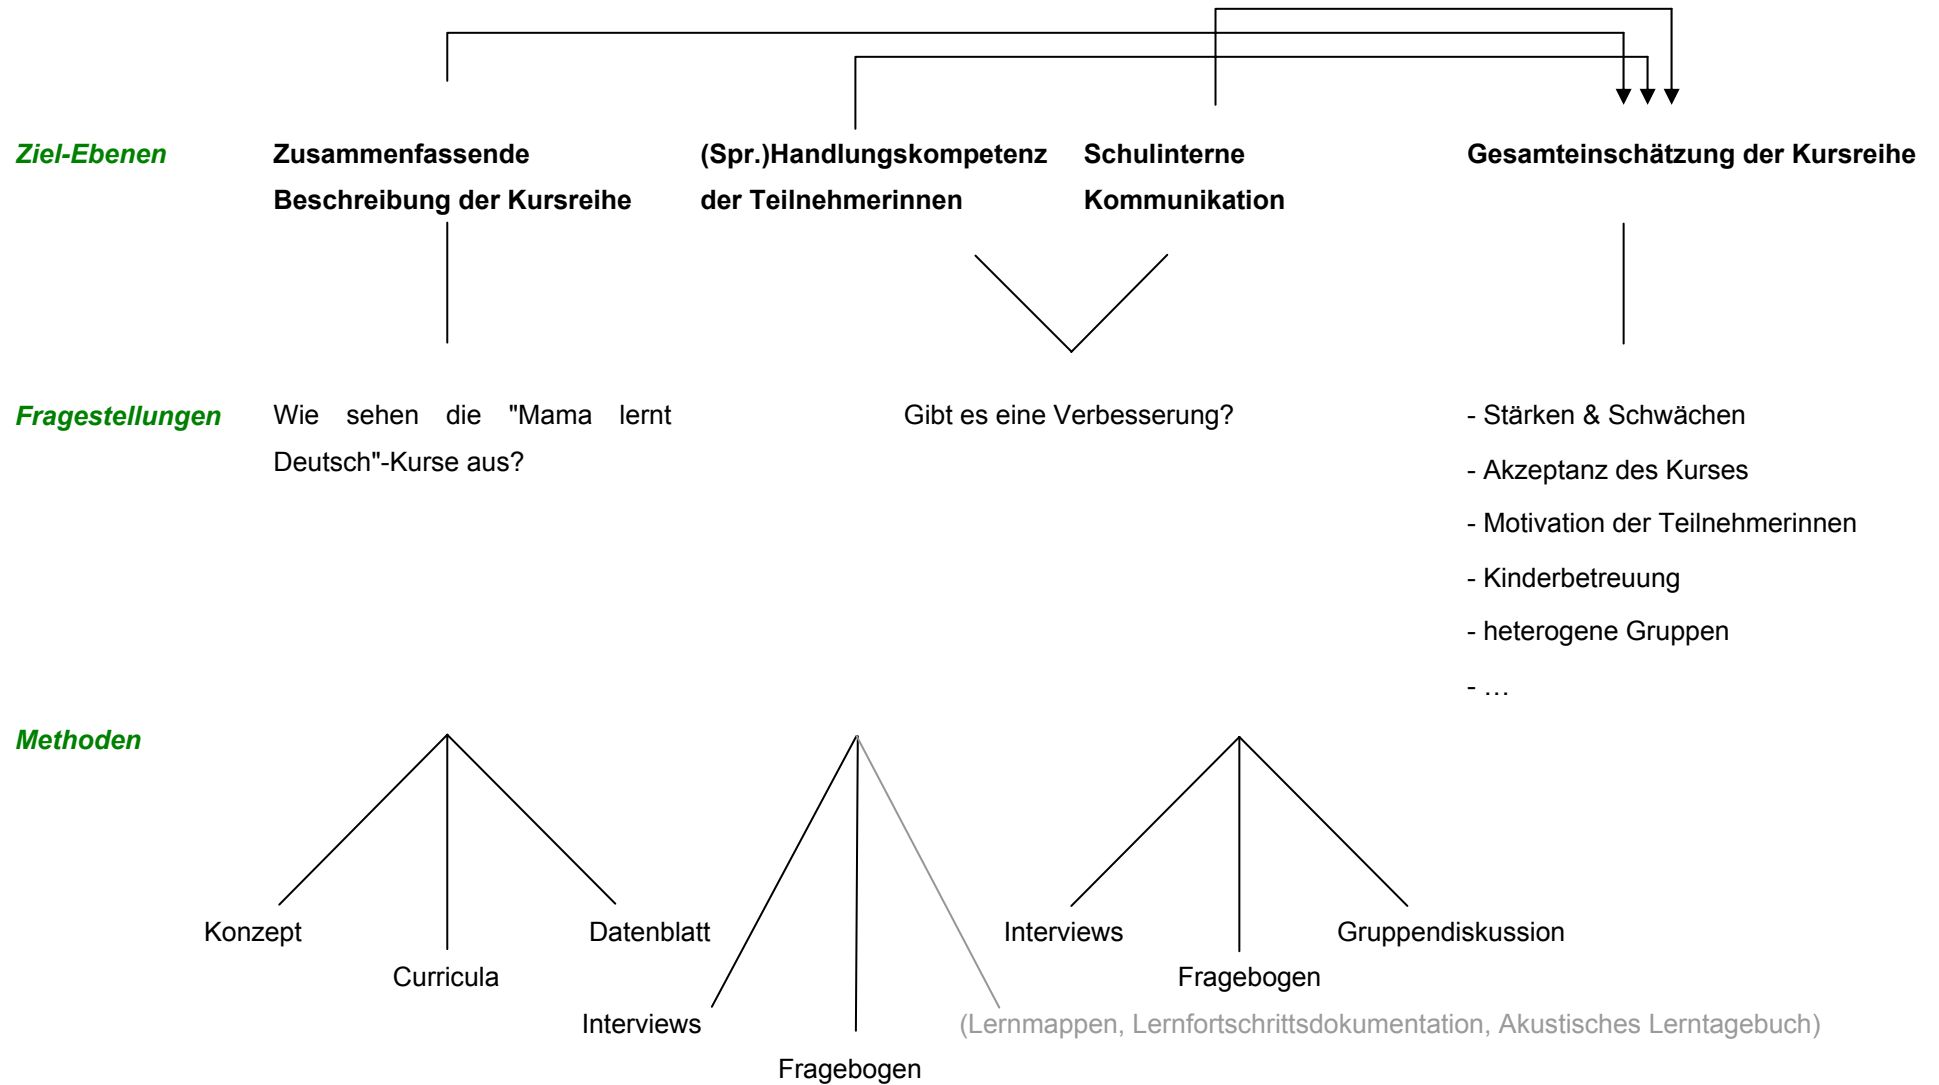 Ziel-Ebenen
Zusammenfassende
Beschreibung der Kursreihe
(Spr.)Handlungskompetenz
der Teilnehmerinnen
Schulinterne
Kommunikation
Gesamteinschätzung der Kursreihe
Fragestellungen
Wie sehen die "Mama lernt
Deutsch"-Kurse aus?
Gibt es eine Verbesserung?
- Stärken & Schwächen
- Akzeptanz des Kurses
- Motivation der Teilnehmerinnen
- Kinderbetreuung
- heterogene Gruppen
- …
Methoden
Konzept
Curricula
Datenblatt
Interviews
Fragebogen
(Lernmappen, Lernfortschrittsdokumentation, Akustisches Lerntagebuch)
Interviews
Fragebogen
Gruppendiskussion